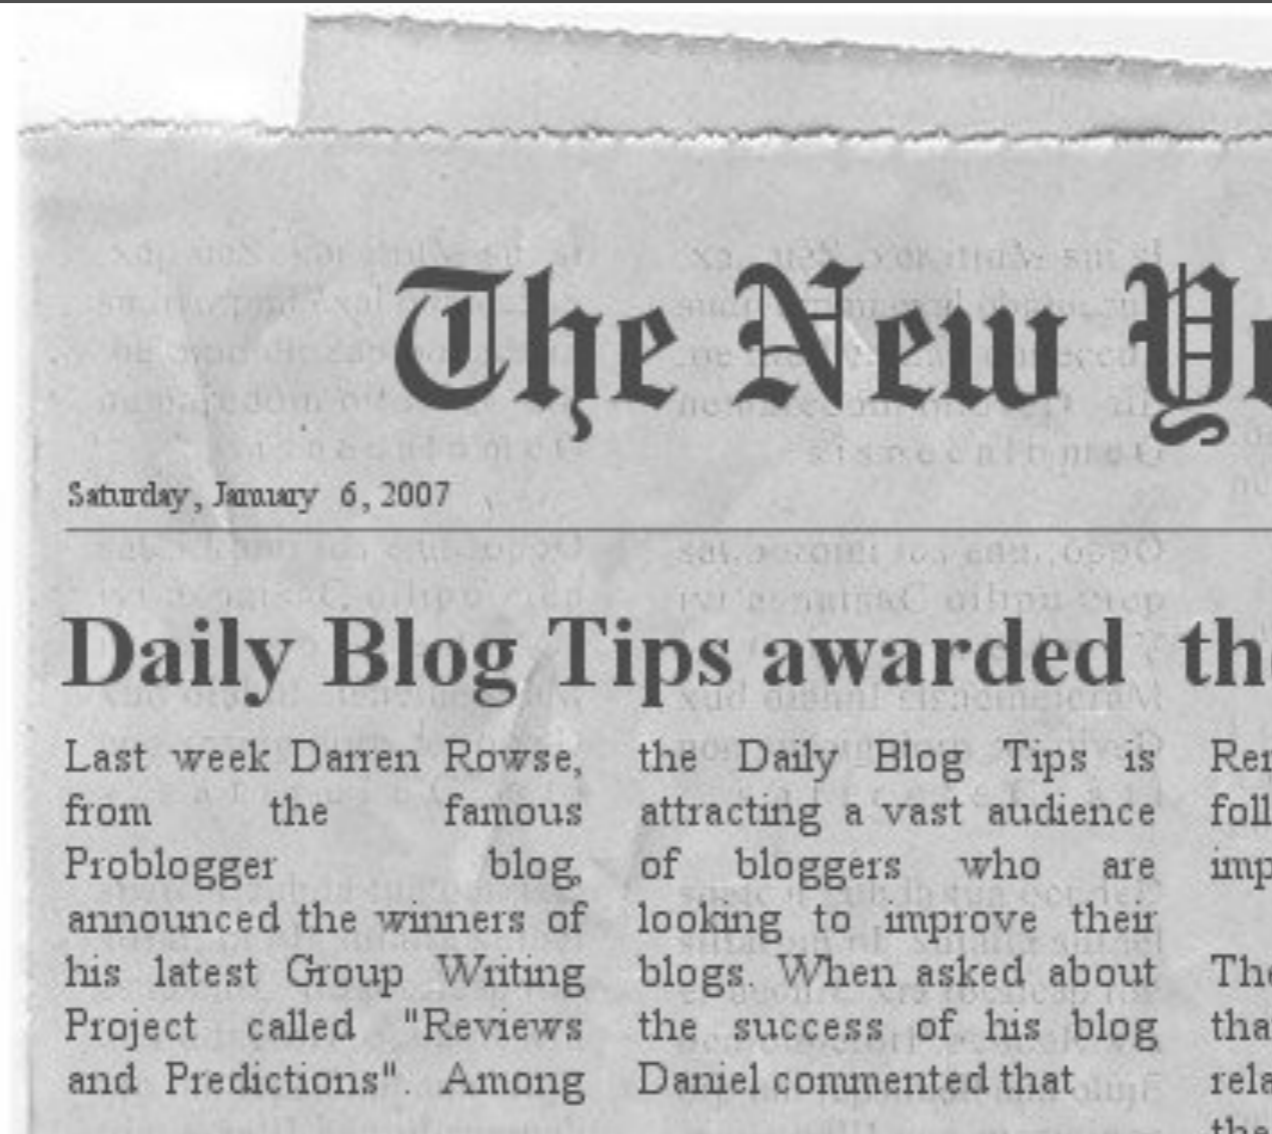 The New
Saturday, January 6, 2007
Daily Blog Tips awarded
Last week Darren Rowse,
from the famous
Problogger blog,
announced the winners of
his latest Group Writing
Project called "Reviews
and Predictions". Among
the Daily Blog Tips is
attracting a vast audience
of bloggers who are
looking to improve their
blogs. When asked about
the success of his blog
Daniel commented that
The